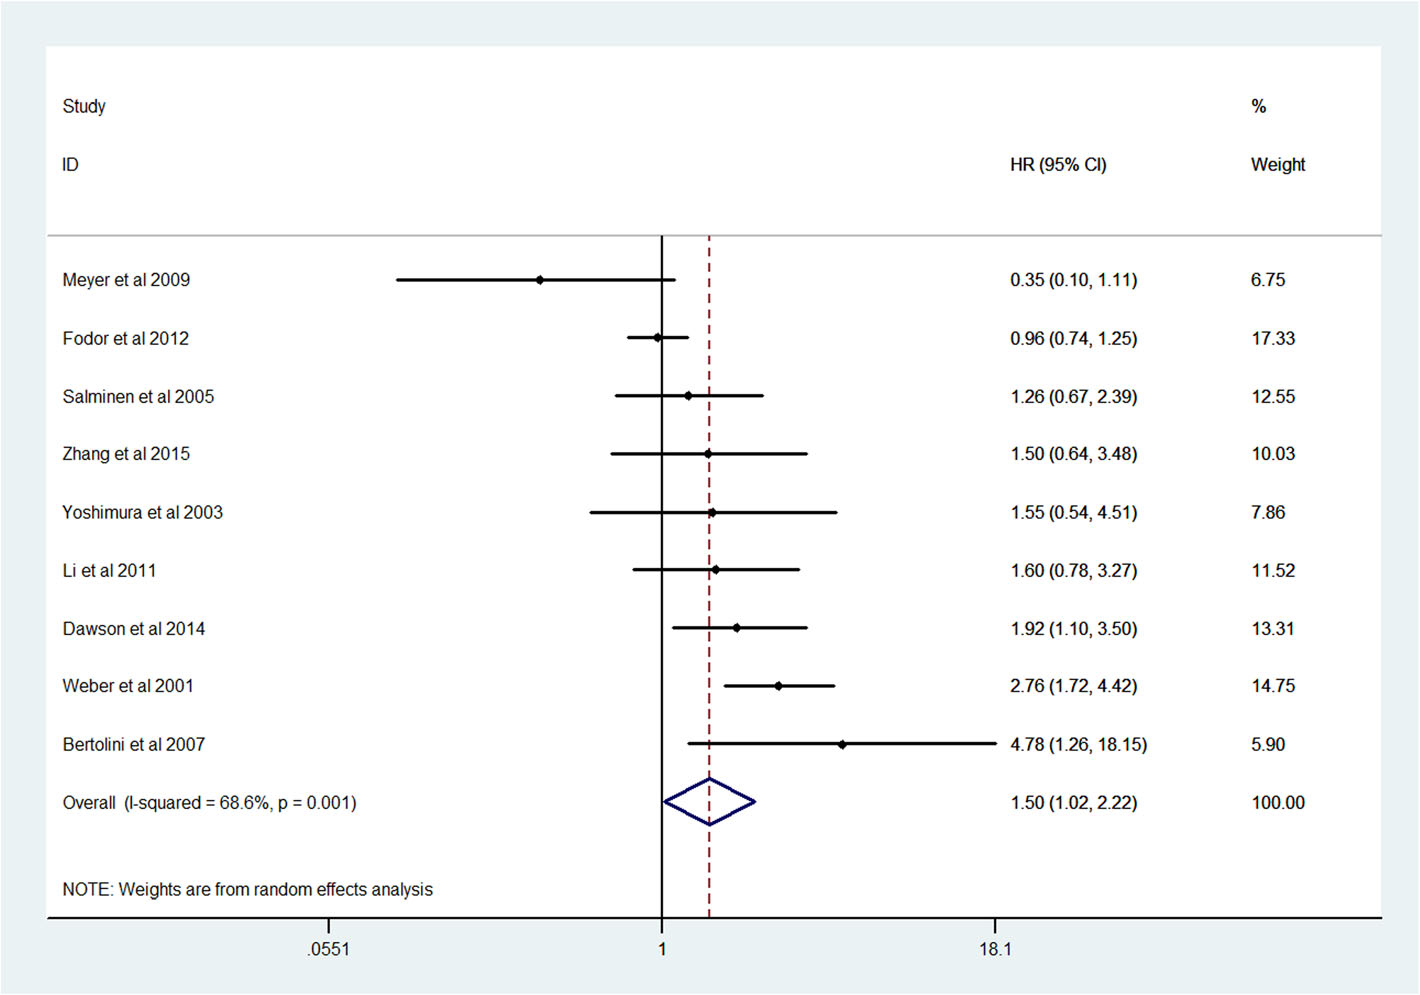 Study %
ID HR (95% CI) Weight
Meyer et al 2009 0.35 (0.10, 1.11) 6.75
Fodor et al 2012 0.96 (0.74, 1.25) 17.33
Salminen et al 2005 1.26 (0.67, 2.39) 12.55
Zhang et al 2015 1.50 (0.64, 3.48) 10.03
Yoshimura et al 2003 1.55 (0.54, 4.51) 7.86
Li et al 2011 1.60 (0.78, 3.27) 11.52
Dawson et al 2014 1.92 (1.10, 3.50) 13.31
Weber et al 2001 2.76 (1.72, 4.42) 14.75
Bertolini et al 2007 4.78 (1.26, 18.15) 5.90
Overall (I-squared = 68.6%, p = 0.001) 1.50 (1.02, 2.22) 100.00
NOTE: Weights are from random effects analysis
.0551 1 18.1